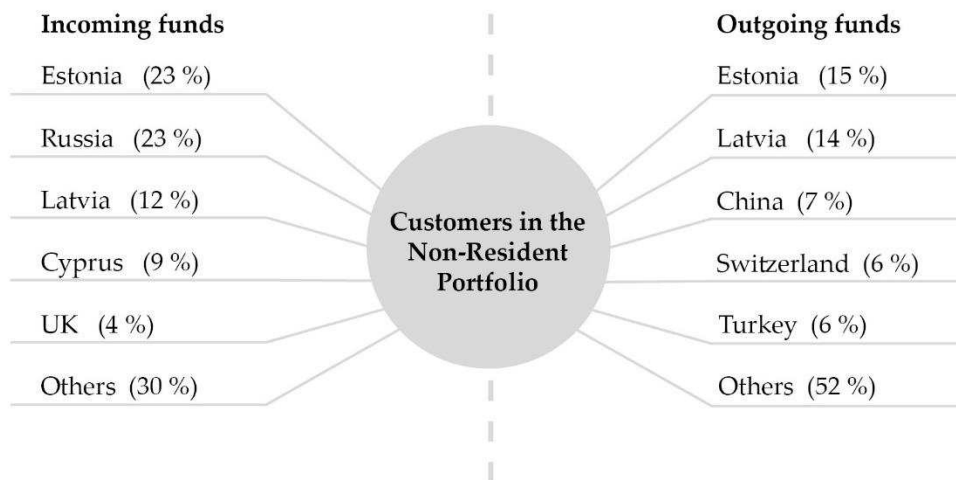 Incoming funds
Estonia (23 %)
Russia (23 %)
Latvia (12 %)
Cyprus (9 %)
UK (4 %)
Others (30 %)
Customers in the
Non-Resident
Portfolio
Outgoing funds
Estonia (15 %)
Latvia (14 %)
China (7 %)
Switzerland (6 %)
Turkey (6 %)
Others (52 %)